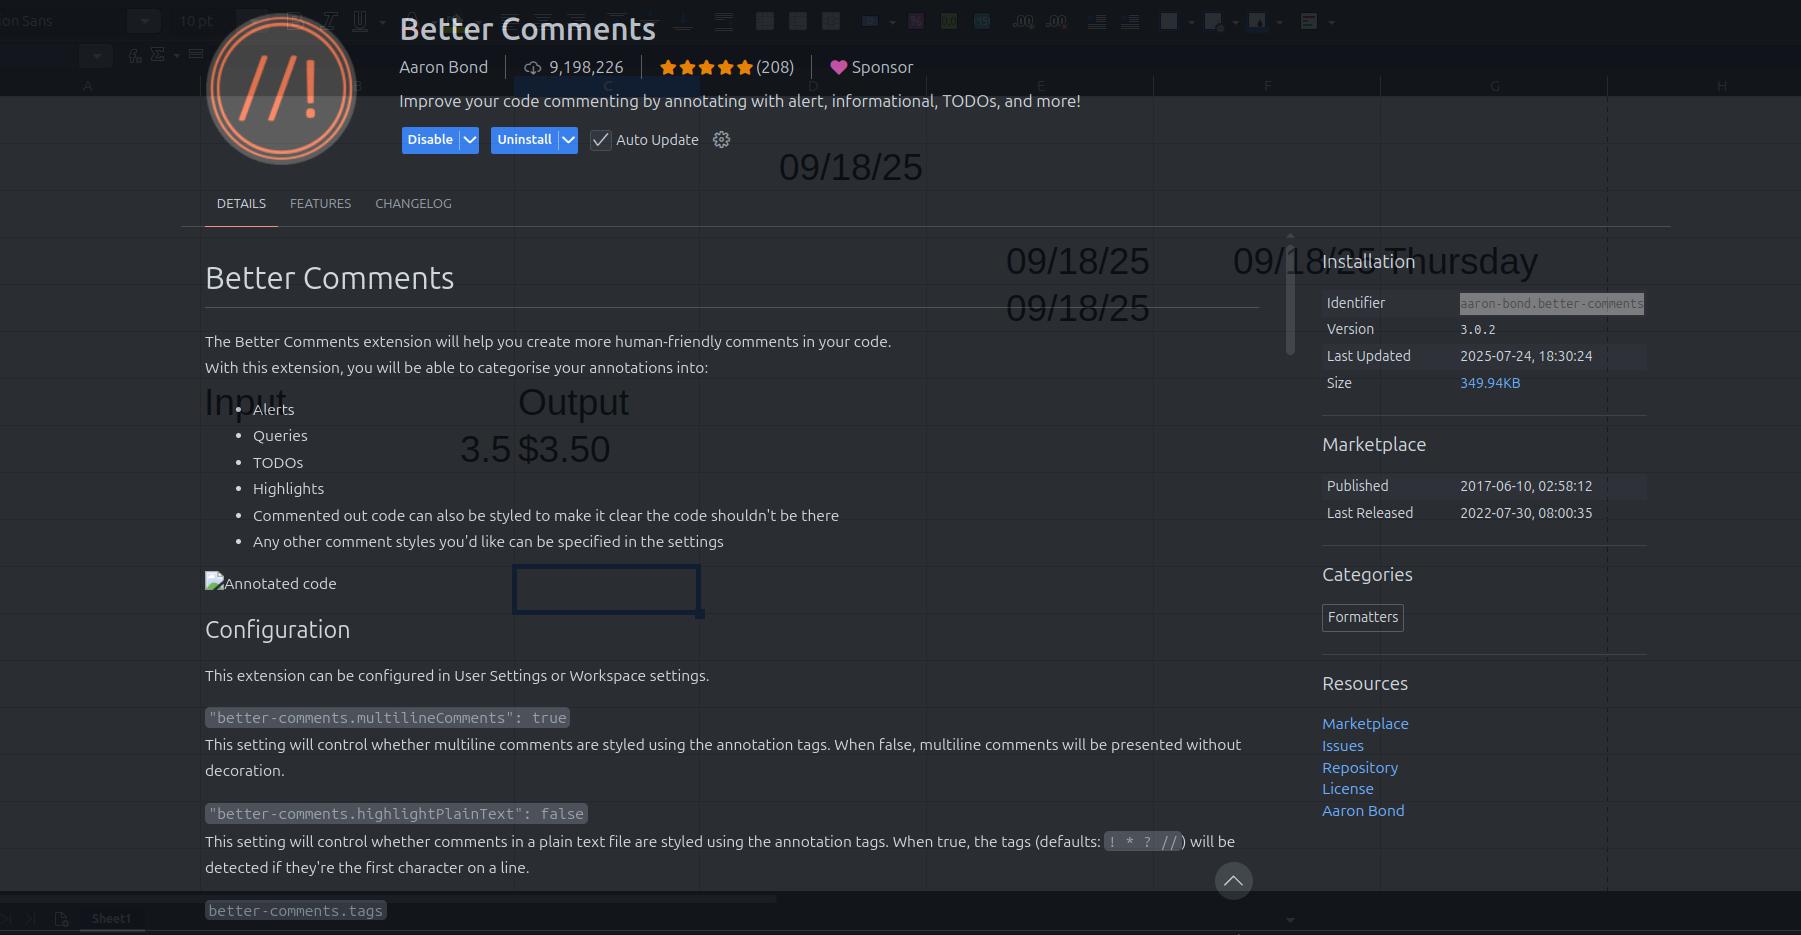 ion Sans
10 pt
Better Comments
//!
Aaron Bond
9,198,226
(208)
Sponsor
A B C D E F G H
Improve your code commenting by annotating with alert, informational, TODOs, and more!
Disable
Uninstall
Auto Update
09/18/25
DETAILS
FEATURES
CHANGELOG
09/18/25
09/18/25 Thursday
09/18/25
Better Comments
The Better Comments extension will help you create more human-friendly comments in your code.
With this extension, you will be able to categorise your annotations into:
Input
Output
3.5 $3.50
• Alerts
• Queries
• TODOs
• Highlights
• Commented out code can also be styled to make it clear the code shouldn't be there
• Any other comment styles you'd like can be specified in the settings
Annotated code
Configuration
This extension can be configured in User Settings or Workspace settings.
"better-comments.multilineComments": true
This setting will control whether multiline comments are styled using the annotation tags. When false, multiline comments will be presented without
decoration.
"better-comments.highlightPlainText": false
This setting will control whether comments in a plain text file are styled using the annotation tags. When true, the tags (defaults: ! * ? //) will be
detected if they're the first character on a line.
better-comments.tags
Installation
Identifier aaron-bond.better-comments
Version 3.0.2
Last Updated 2025-07-24, 18:30:24
Size 349.94KB
Marketplace
Published 2017-06-10, 02:58:12
Last Released 2022-07-30, 08:00:35
Categories
Formatters
Resources
Marketplace
Issues
Repository
License
Aaron Bond
Sheet1